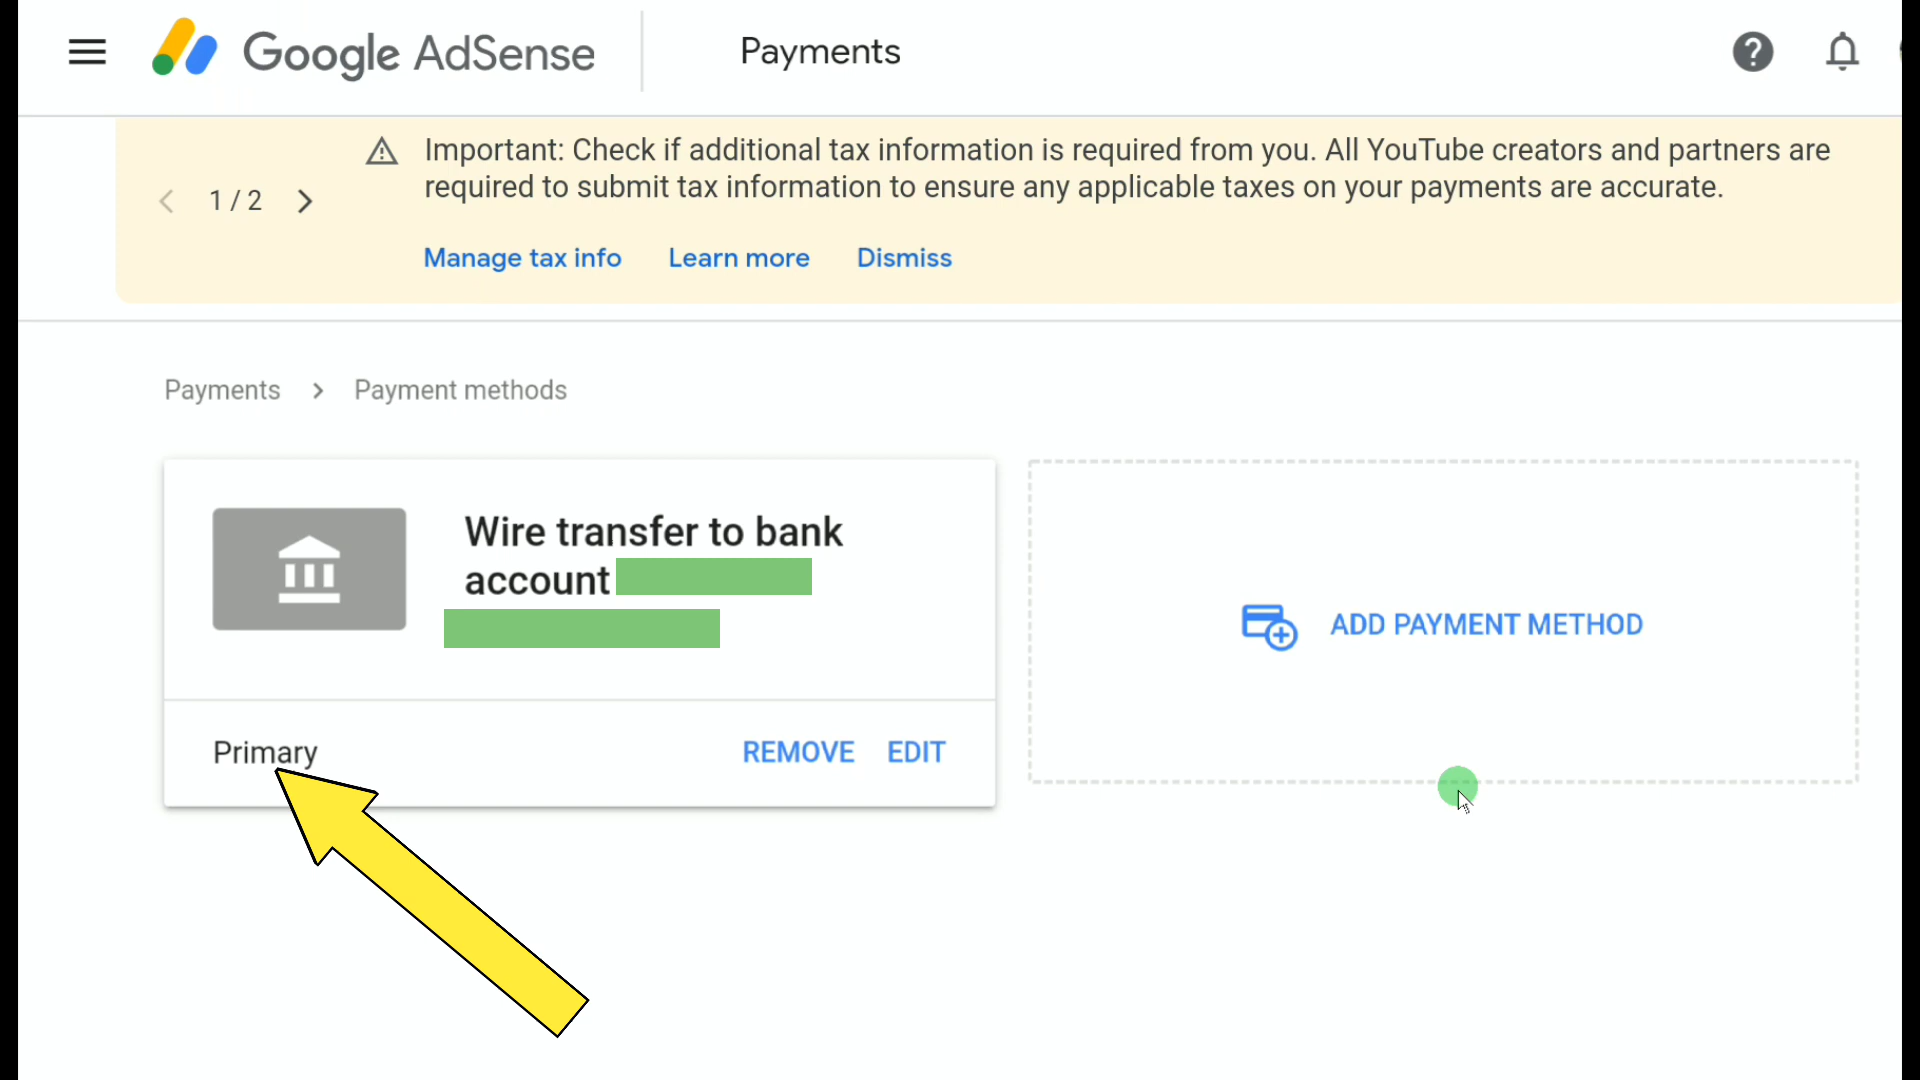 Google AdSense
Payments
Important: Check if additional tax information is required from you. All YouTube creators and partners are
required to submit tax information to ensure any applicable taxes on your payments are accurate.
1 / 2
Manage tax info Learn more Dismiss
Payments > Payment methods
Wire transfer to bank
account
ADD PAYMENT METHOD
Primary REMOVE EDIT